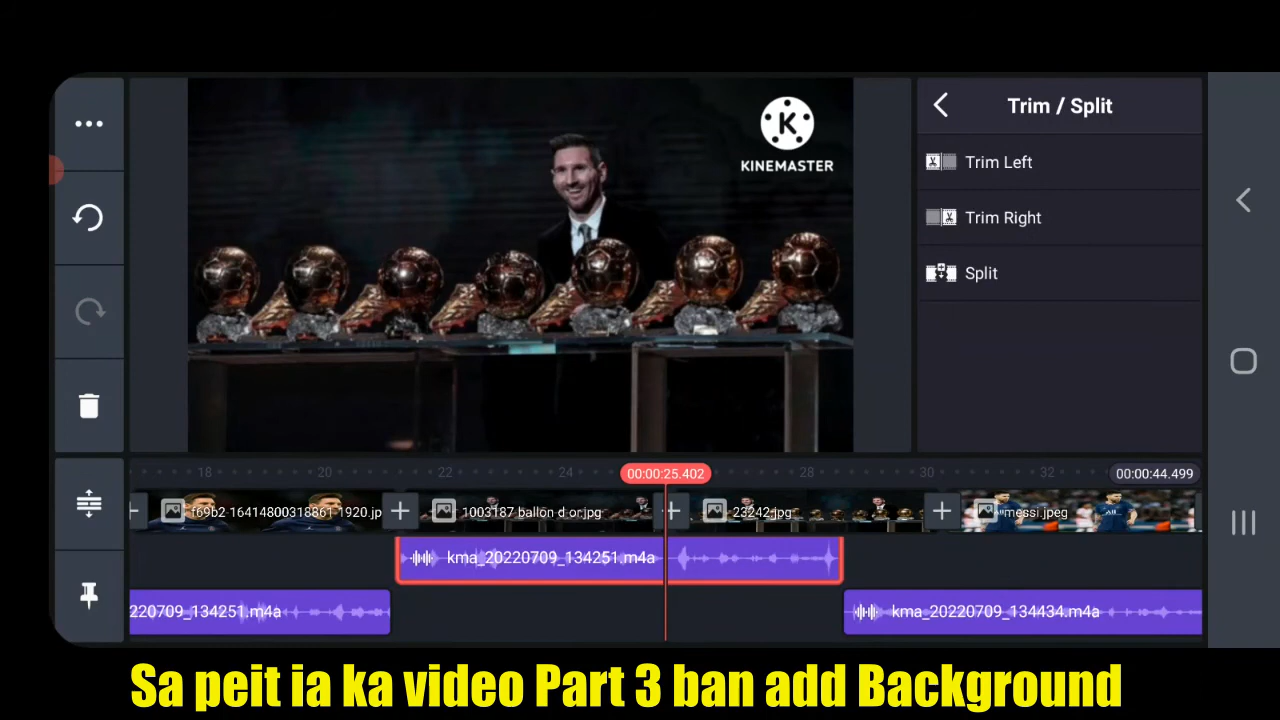 K
KINEMASTER
Trim / Split
Trim Left
Trim Right
Split
18 20 22 24 00:00:25.402 28 30 32 00:00:44.499
f69b2-16414800318861-1920.jp 1003187 ballon d or.jpg 23242.jpg messi.jpeg
kma_20220709_134251.m4a
220709_134251.m4a kma_20220709_134434.m4a
Sa peit ia ka video Part 3 ban add Background